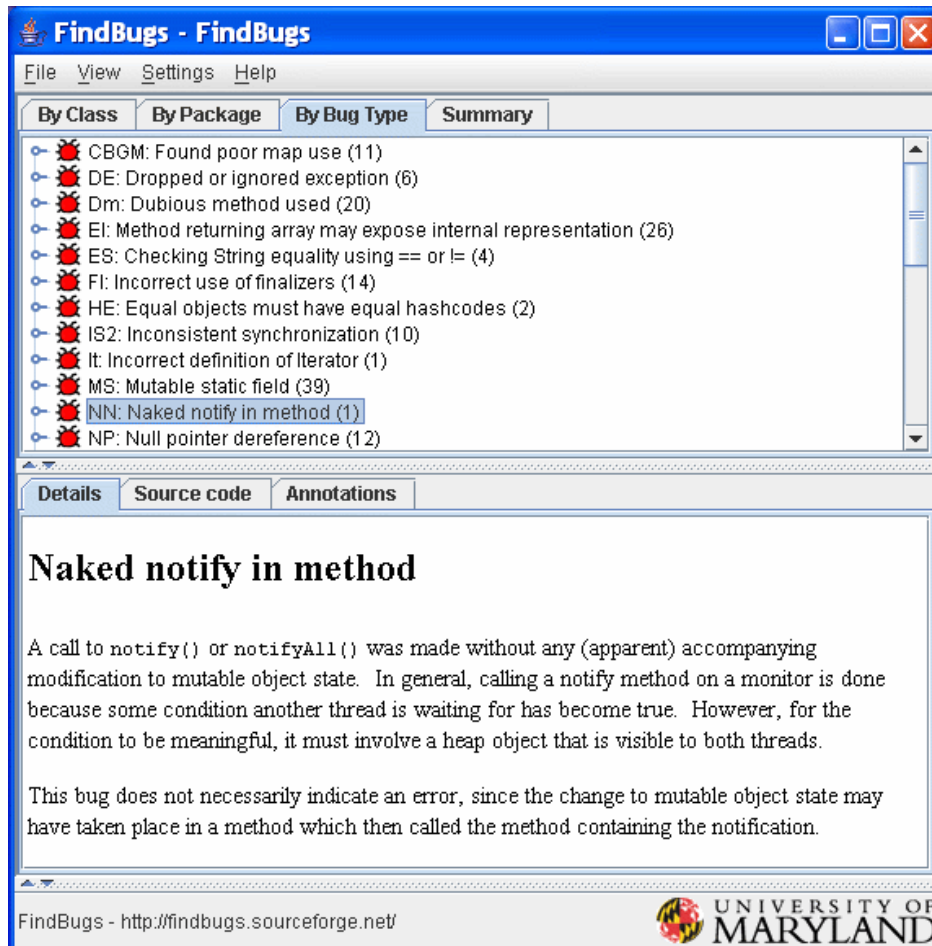 FindBugs - FindBugs
File View Settings Help
By Class By Package By Bug Type Summary
CBGM: Found poor map use (11)
DE: Dropped or ignored exception (6)
Dm: Dubious method used (20)
EI: Method returning array may expose internal representation (26)
ES: Checking String equality using == or != (4)
FI: Incorrect use of finalizers (14)
HE: Equal objects must have equal hashcodes (2)
IS2: Inconsistent synchronization (10)
It: Incorrect definition of Iterator (1)
MS: Mutable static field (39)
NN: Naked notify in method (1)
NP: Null pointer dereference (12)
Details Source code Annotations
Naked notify in method
A call to notify() or notifyAll() was made without any (apparent) accompanying
modification to mutable object state. In general, calling a notify method on a monitor is done
because some condition another thread is waiting for has become true. However, for the
condition to be meaningful, it must involve a heap object that is visible to both threads.
This bug does not necessarily indicate an error, since the change to mutable object state may
have taken place in a method which then called the method containing the notification.
FindBugs - http://findbugs.sourceforge.net/
UNIVERSITY OF
MARYLAND